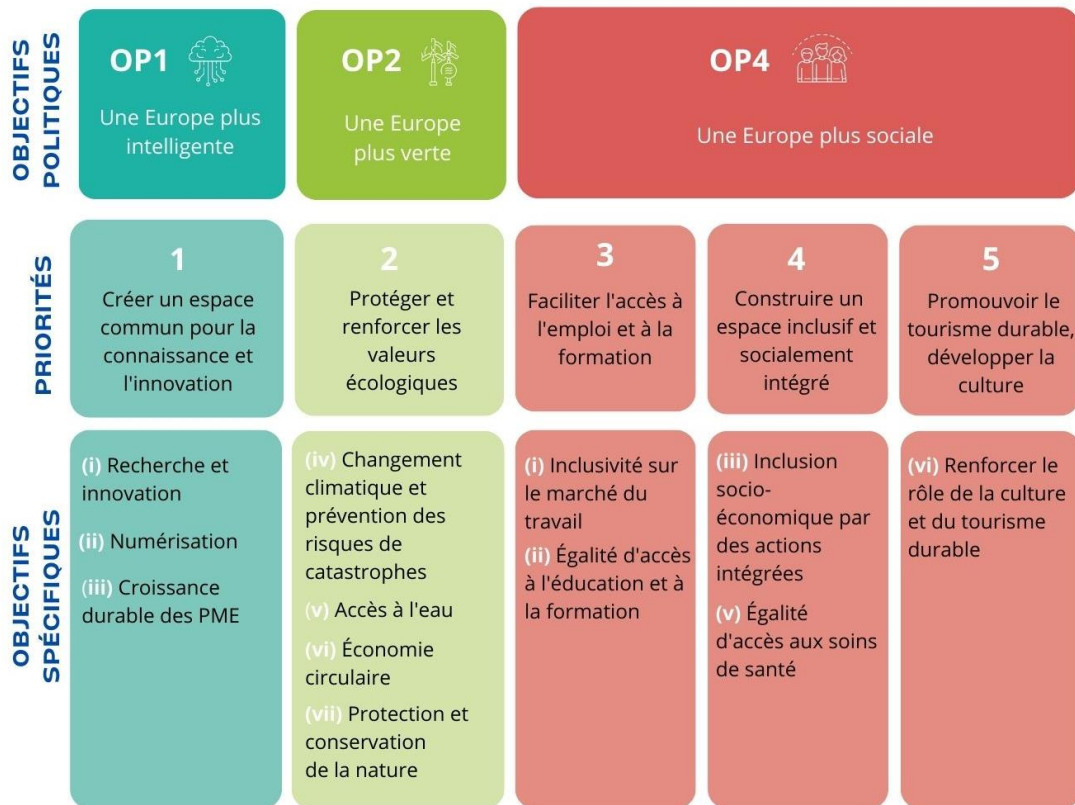 OBJECTIFS
POLITIQUES
OP1
Une Europe plus
intelligente
OP2
Une Europe
plus verte
OP4
Une Europe plus sociale
PRIORITÉS
1
Créer un espace
commun pour la
connaissance et
l'innovation
2
Protéger et
renforcer les
valeurs
écologiques
3
Faciliter l'accès à
l'emploi et à la
formation
4
Construire un
espace inclusif et
socialement
intégré
5
Promouvoir le
tourisme durable,
développer la
culture
OBJECTIFS
SPÉCIFIQUES
(i) Recherche et
innovation
(ii) Numérisation
(iii) Croissance
durable des PME
(iv) Changement
climatique et
prévention des
risques de
catastrophes
(v) Accès à l'eau
(vi) Économie
circulaire
(vii) Protection et
conservation
de la nature
(i) Inclusivité sur
le marché du
travail
(ii) Égalité d'accès
à l'éducation et à
la formation
(iii) Inclusion
socio-
économique par
des actions
intégrées
(v) Égalité
d'accès aux soins
de santé
(vi) Renforcer le
rôle de la culture
et du tourisme
durable